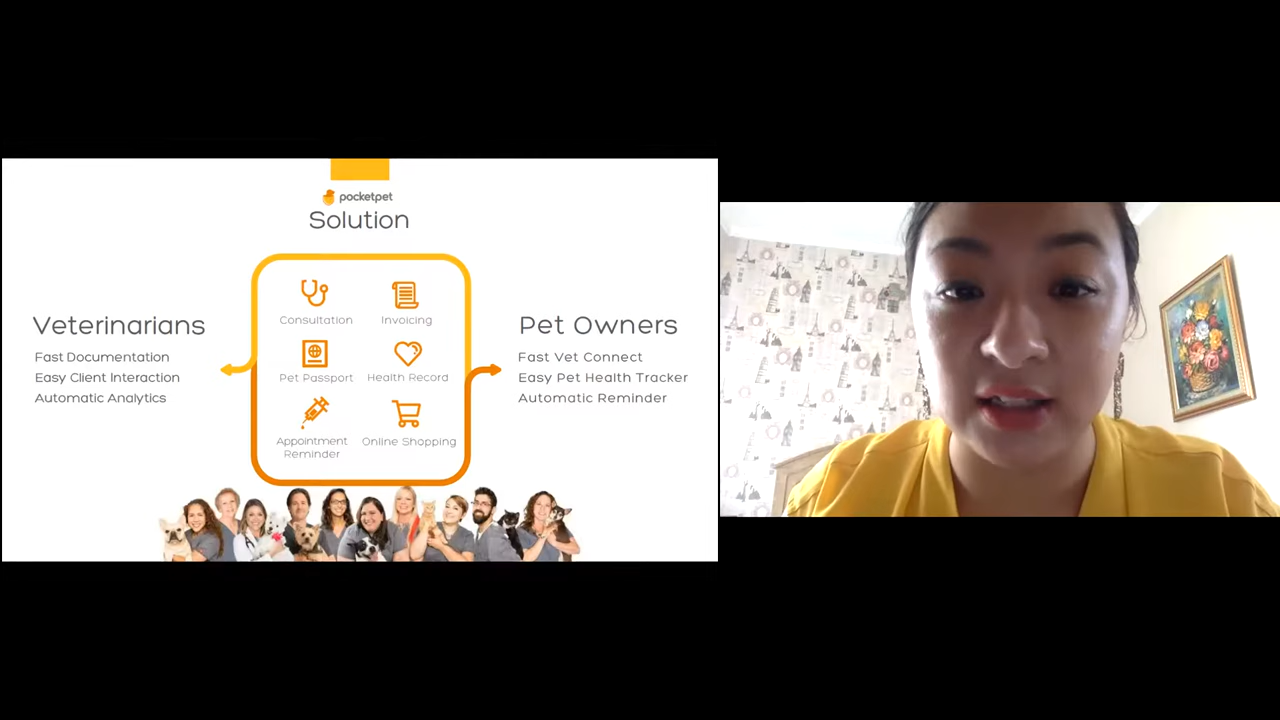 pocketpet
Solution
Veterinarians
Fast Documentation
Easy Client Interaction
Automatic Analytics
Consultation
Invoicing
Pet Passport
Health Record
Appointment
Reminder
Online Shopping
Pet Owners
Fast Vet Connect
Easy Pet Health Tracker
Automatic Reminder